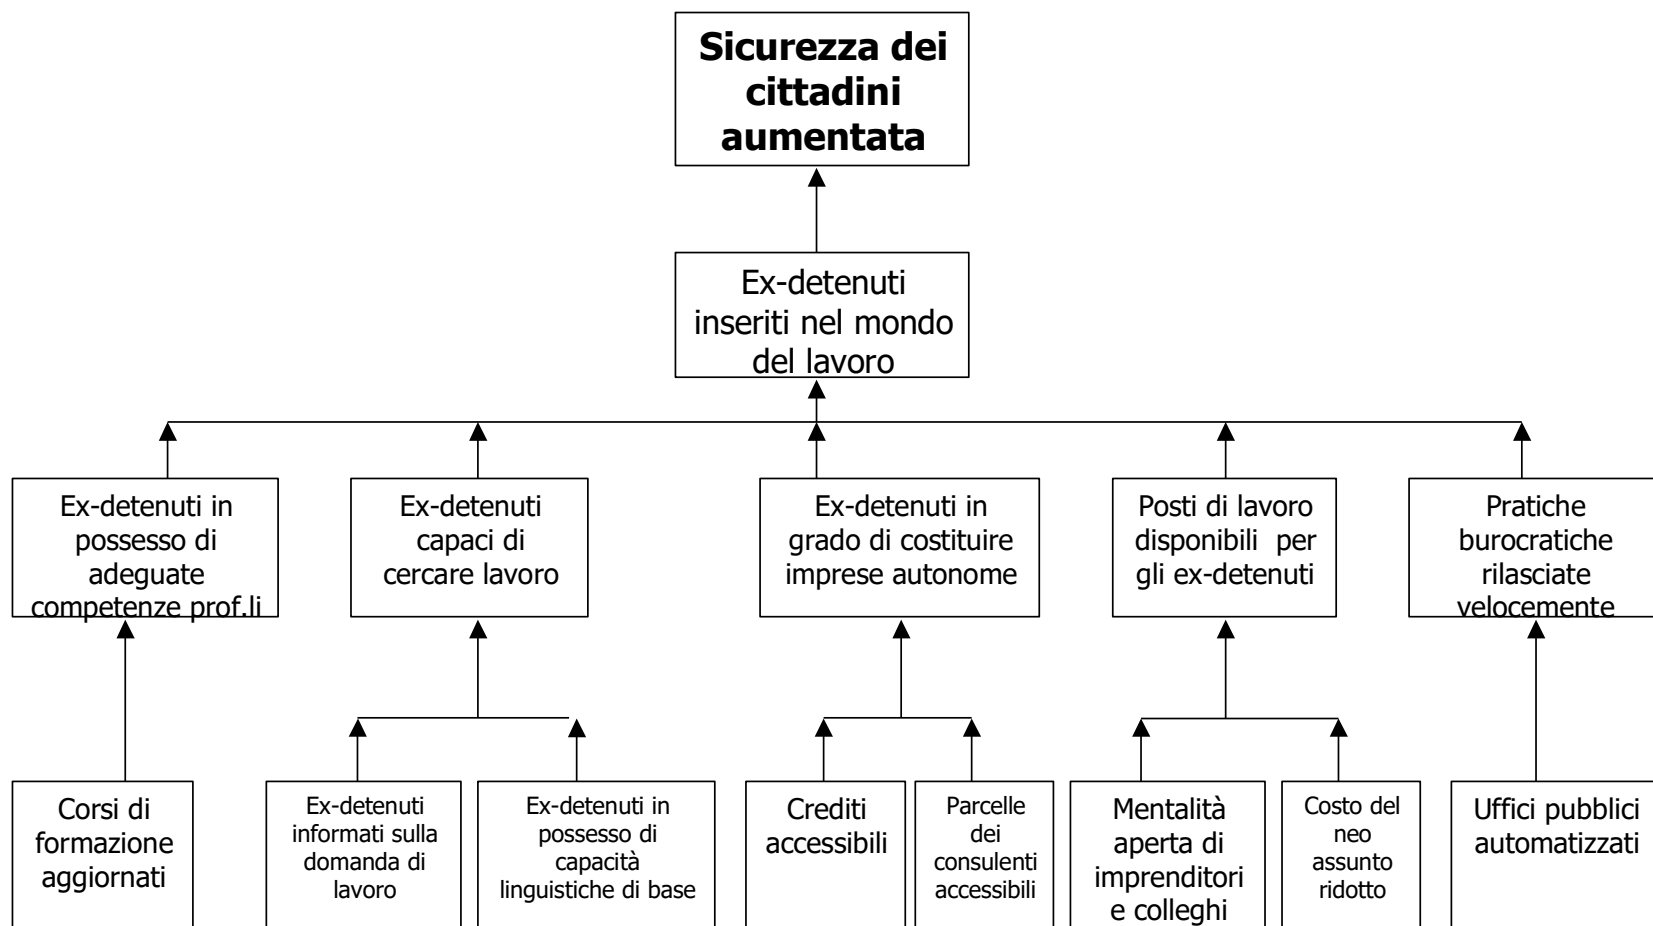 Sicurezza dei
cittadini
aumentata
Ex-detenuti
inseriti nel mondo
del lavoro
Ex-detenuti in
possesso di
adeguate
competenze prof.li
Ex-detenuti
capaci di
cercare lavoro
Ex-detenuti in
grado di costituire
imprese autonome
Posti di lavoro
disponibili per
gli ex-detenuti
Pratiche
burocratiche
rilasciate
velocemente
Corsi di
formazione
aggiornati
Ex-detenuti
informati sulla
domanda di
lavoro
Ex-detenuti in
possesso di
capacità
linguistiche di base
Crediti
accessibili
Parcelle
dei
consulenti
accessibili
Mentalità
aperta di
imprenditori
e colleghi
Costo del
neo
assunto
ridotto
Uffici pubblici
automatizzati